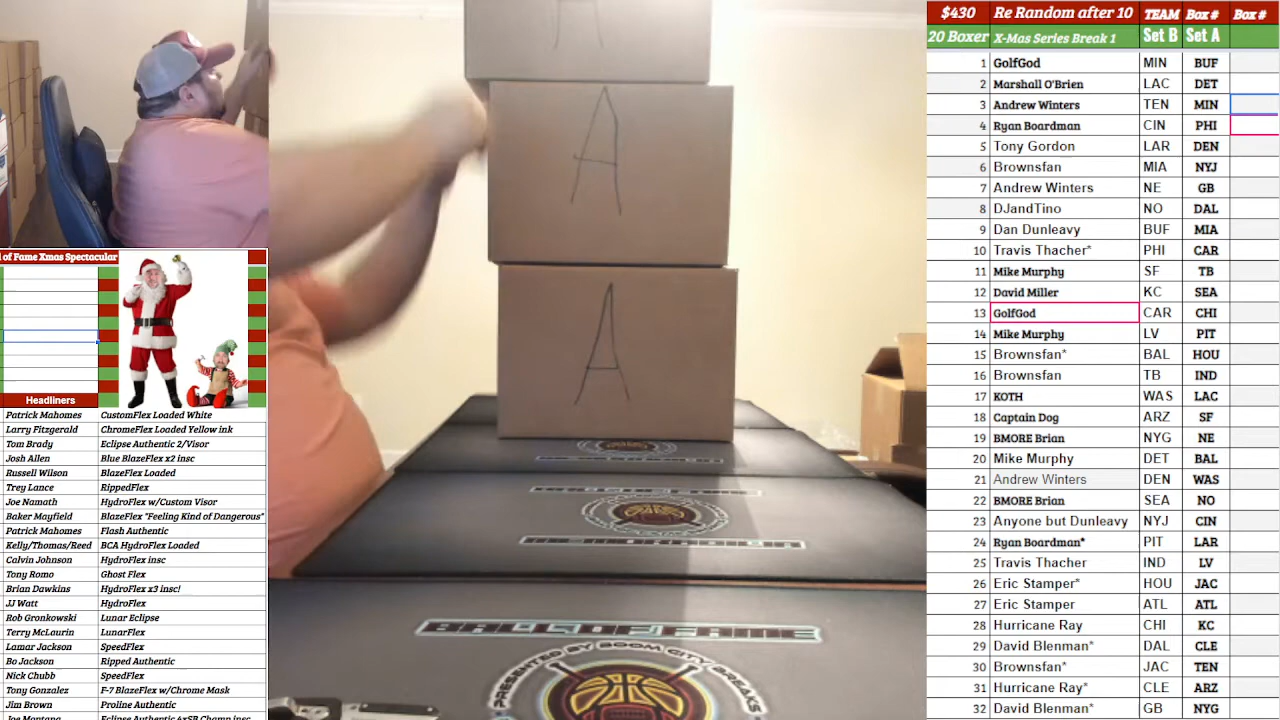 $430 Re Random after 10 TEAM Box # Box #
20 Boxer X-Mas Series Break 1 Set B Set A
1 GolfGod MIN BUF
2 Marshall O'Brien LAC DET
3 Andrew Winters TEN MIN
4 Ryan Boardman CIN PHI
5 Tony Gordon LAR DEN
6 Brownsfan MIA NYJ
7 Andrew Winters NE GB
8 DJandTino NO DAL
9 Dan Dunleavy BUF MIA
10 Travis Thacher* PHI CAR
11 Mike Murphy SF TB
12 David Miller KC SEA
13 GolfGod CAR CHI
14 Mike Murphy LV PIT
15 Brownsfan* BAL HOU
16 Brownsfan TB IND
17 KOTH WAS LAC
18 Captain Dog ARZ SF
19 BMORE Brian NYG NE
20 Mike Murphy DET BAL
21 Andrew Winters DEN WAS
22 BMORE Brian SEA NO
23 Anyone but Dunleavy NYJ CIN
24 Ryan Boardman* PIT LAR
25 Travis Thacher IND LV
26 Eric Stamper* HOU JAC
27 Eric Stamper ATL ATL
28 Hurricane Ray CHI KC
29 David Blenman* DAL CLE
30 Brownsfan* JAC TEN
31 Hurricane Ray* CLE ARZ
32 David Blenman* GB NYG
l of Fame Xmas Spectacular
Headliners
Patrick Mahomes CustomFlex Loaded White
Larry Fitzgerald ChromeFlex Loaded Yellow ink
Tom Brady Eclipse Authentic 2/Visor
Josh Allen Blue BlazeFlex x2 insc
Russell Wilson BlazeFlex Loaded
Trey Lance RippedFlex
Joe Namath HydroFlex w/Custom Visor
Baker Mayfield BlazeFlex "Feeling Kind of Dangerous"
Patrick Mahomes Flash Authentic
Kelly/Thomas/Reed BCA HydroFlex Loaded
Calvin Johnson HydroFlex insc
Tony Romo Ghost Flex
Brian Dawkins HydroFlex x3 insc!
JJ Watt HydroFlex
Rob Gronkowski Lunar Eclipse
Terry McLaurin LunarFlex
Lamar Jackson SpeedFlex
Bo Jackson Ripped Authentic
Nick Chubb SpeedFlex
Tony Gonzalez F-7 BlazeFlex w/Chrome Mask
Jim Brown Proline Authentic
Joe Montana Eclipse Authentic 4xSB Champ insc
A
A
A
HALL OF FAME
PRESENTED BY BOOM CITY BREAKS